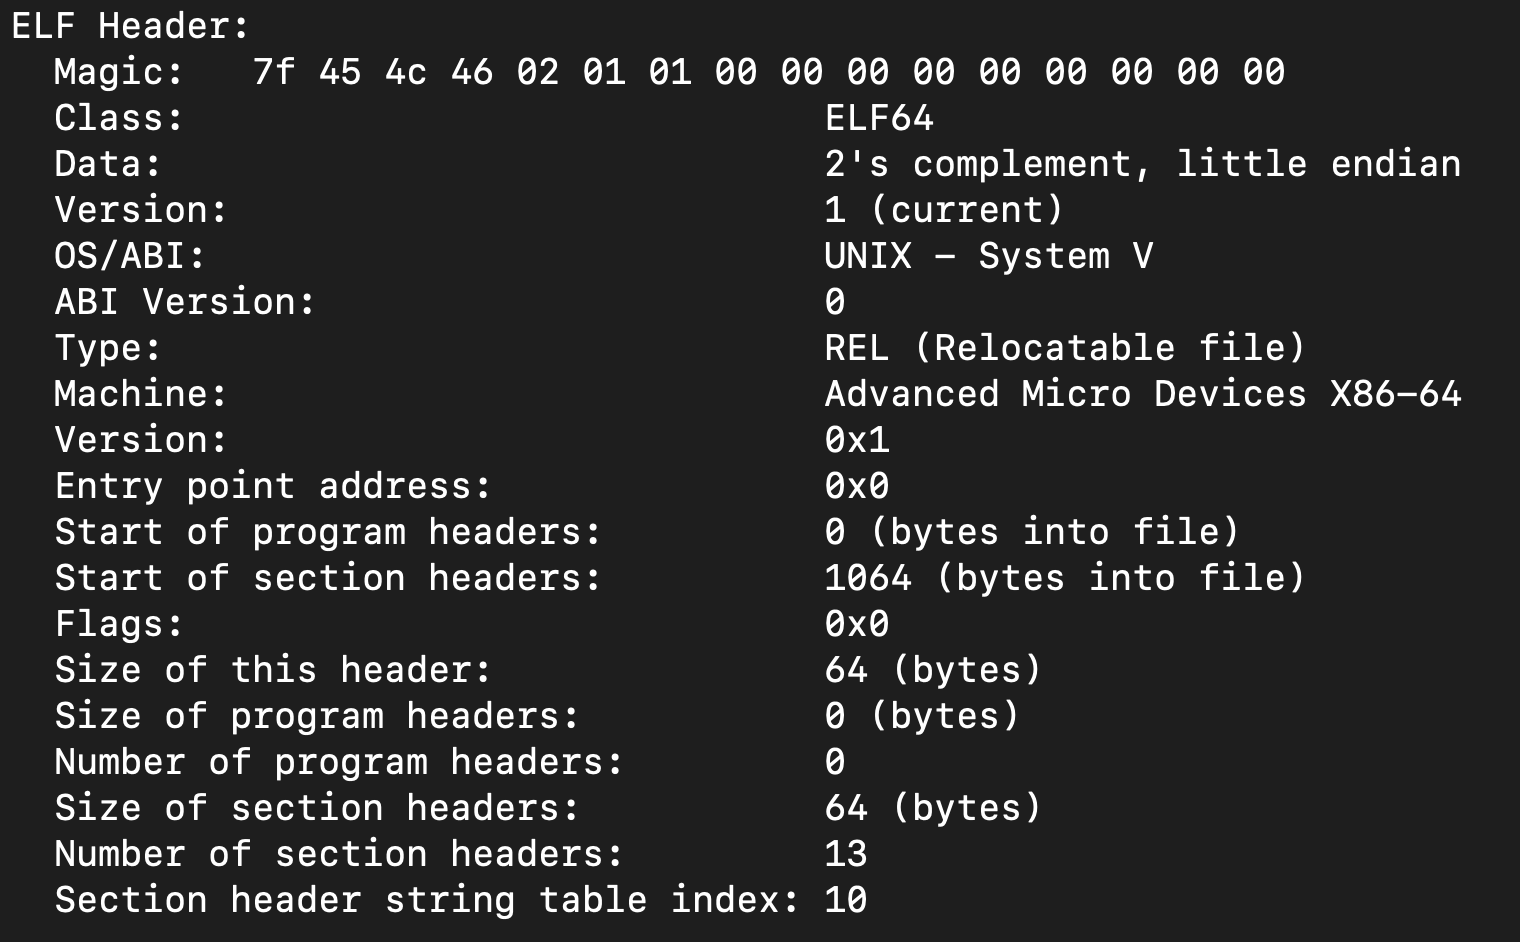 ELF Header:
  Magic:   7f 45 4c 46 02 01 01 00 00 00 00 00 00 00 00 00
  Class:                             ELF64
  Data:                              2's complement, little endian
  Version:                           1 (current)
  OS/ABI:                            UNIX - System V
  ABI Version:                       0
  Type:                              REL (Relocatable file)
  Machine:                           Advanced Micro Devices X86-64
  Version:                           0x1
  Entry point address:               0x0
  Start of program headers:          0 (bytes into file)
  Start of section headers:          1064 (bytes into file)
  Flags:                             0x0
  Size of this header:               64 (bytes)
  Size of program headers:           0 (bytes)
  Number of program headers:         0
  Size of section headers:           64 (bytes)
  Number of section headers:         13
  Section header string table index: 10